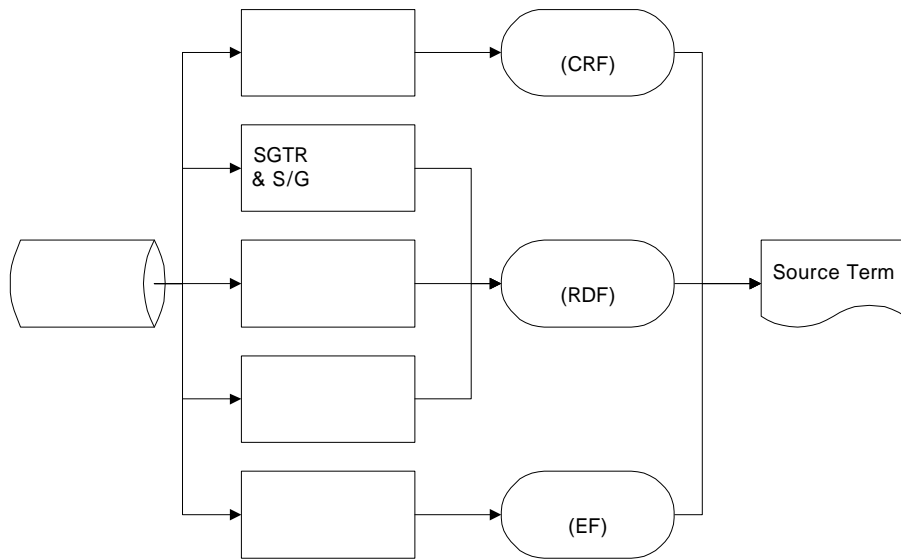 (CRF)
SGTR
& S/G
(RDF)
Source Term
(EF)